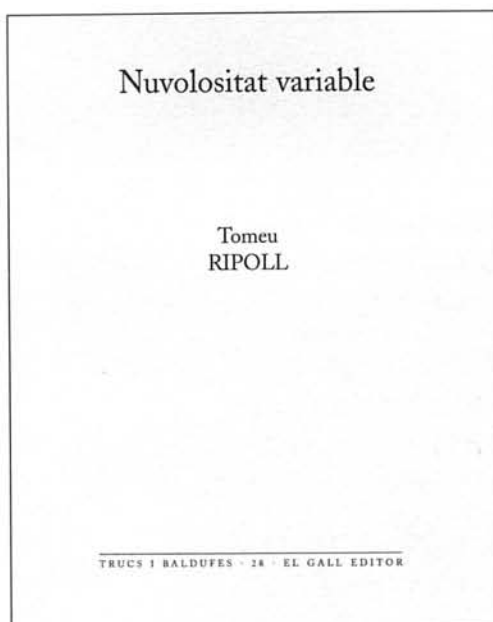 Nuvolositat variable
Tomeu
RIPOLL
TRUCS I BALDUFES · 28 · EL GALL EDITOR